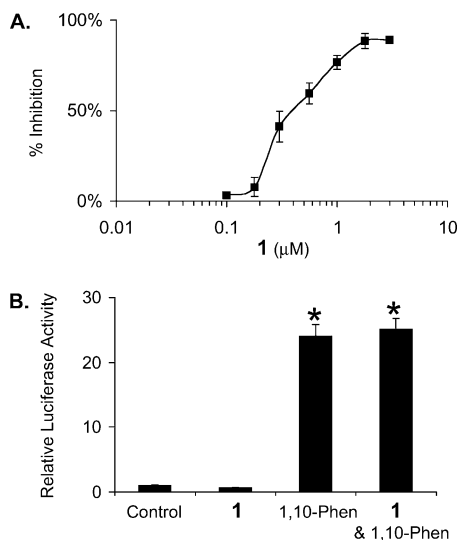 A.
100%
50%
0%
% Inhibition
0.01 0.1 1 10
1 (μM)
B.
30
20
10
0
Relative Luciferase Activity
* *
Control 1 1,10-Phen 1
& 1,10-Phen